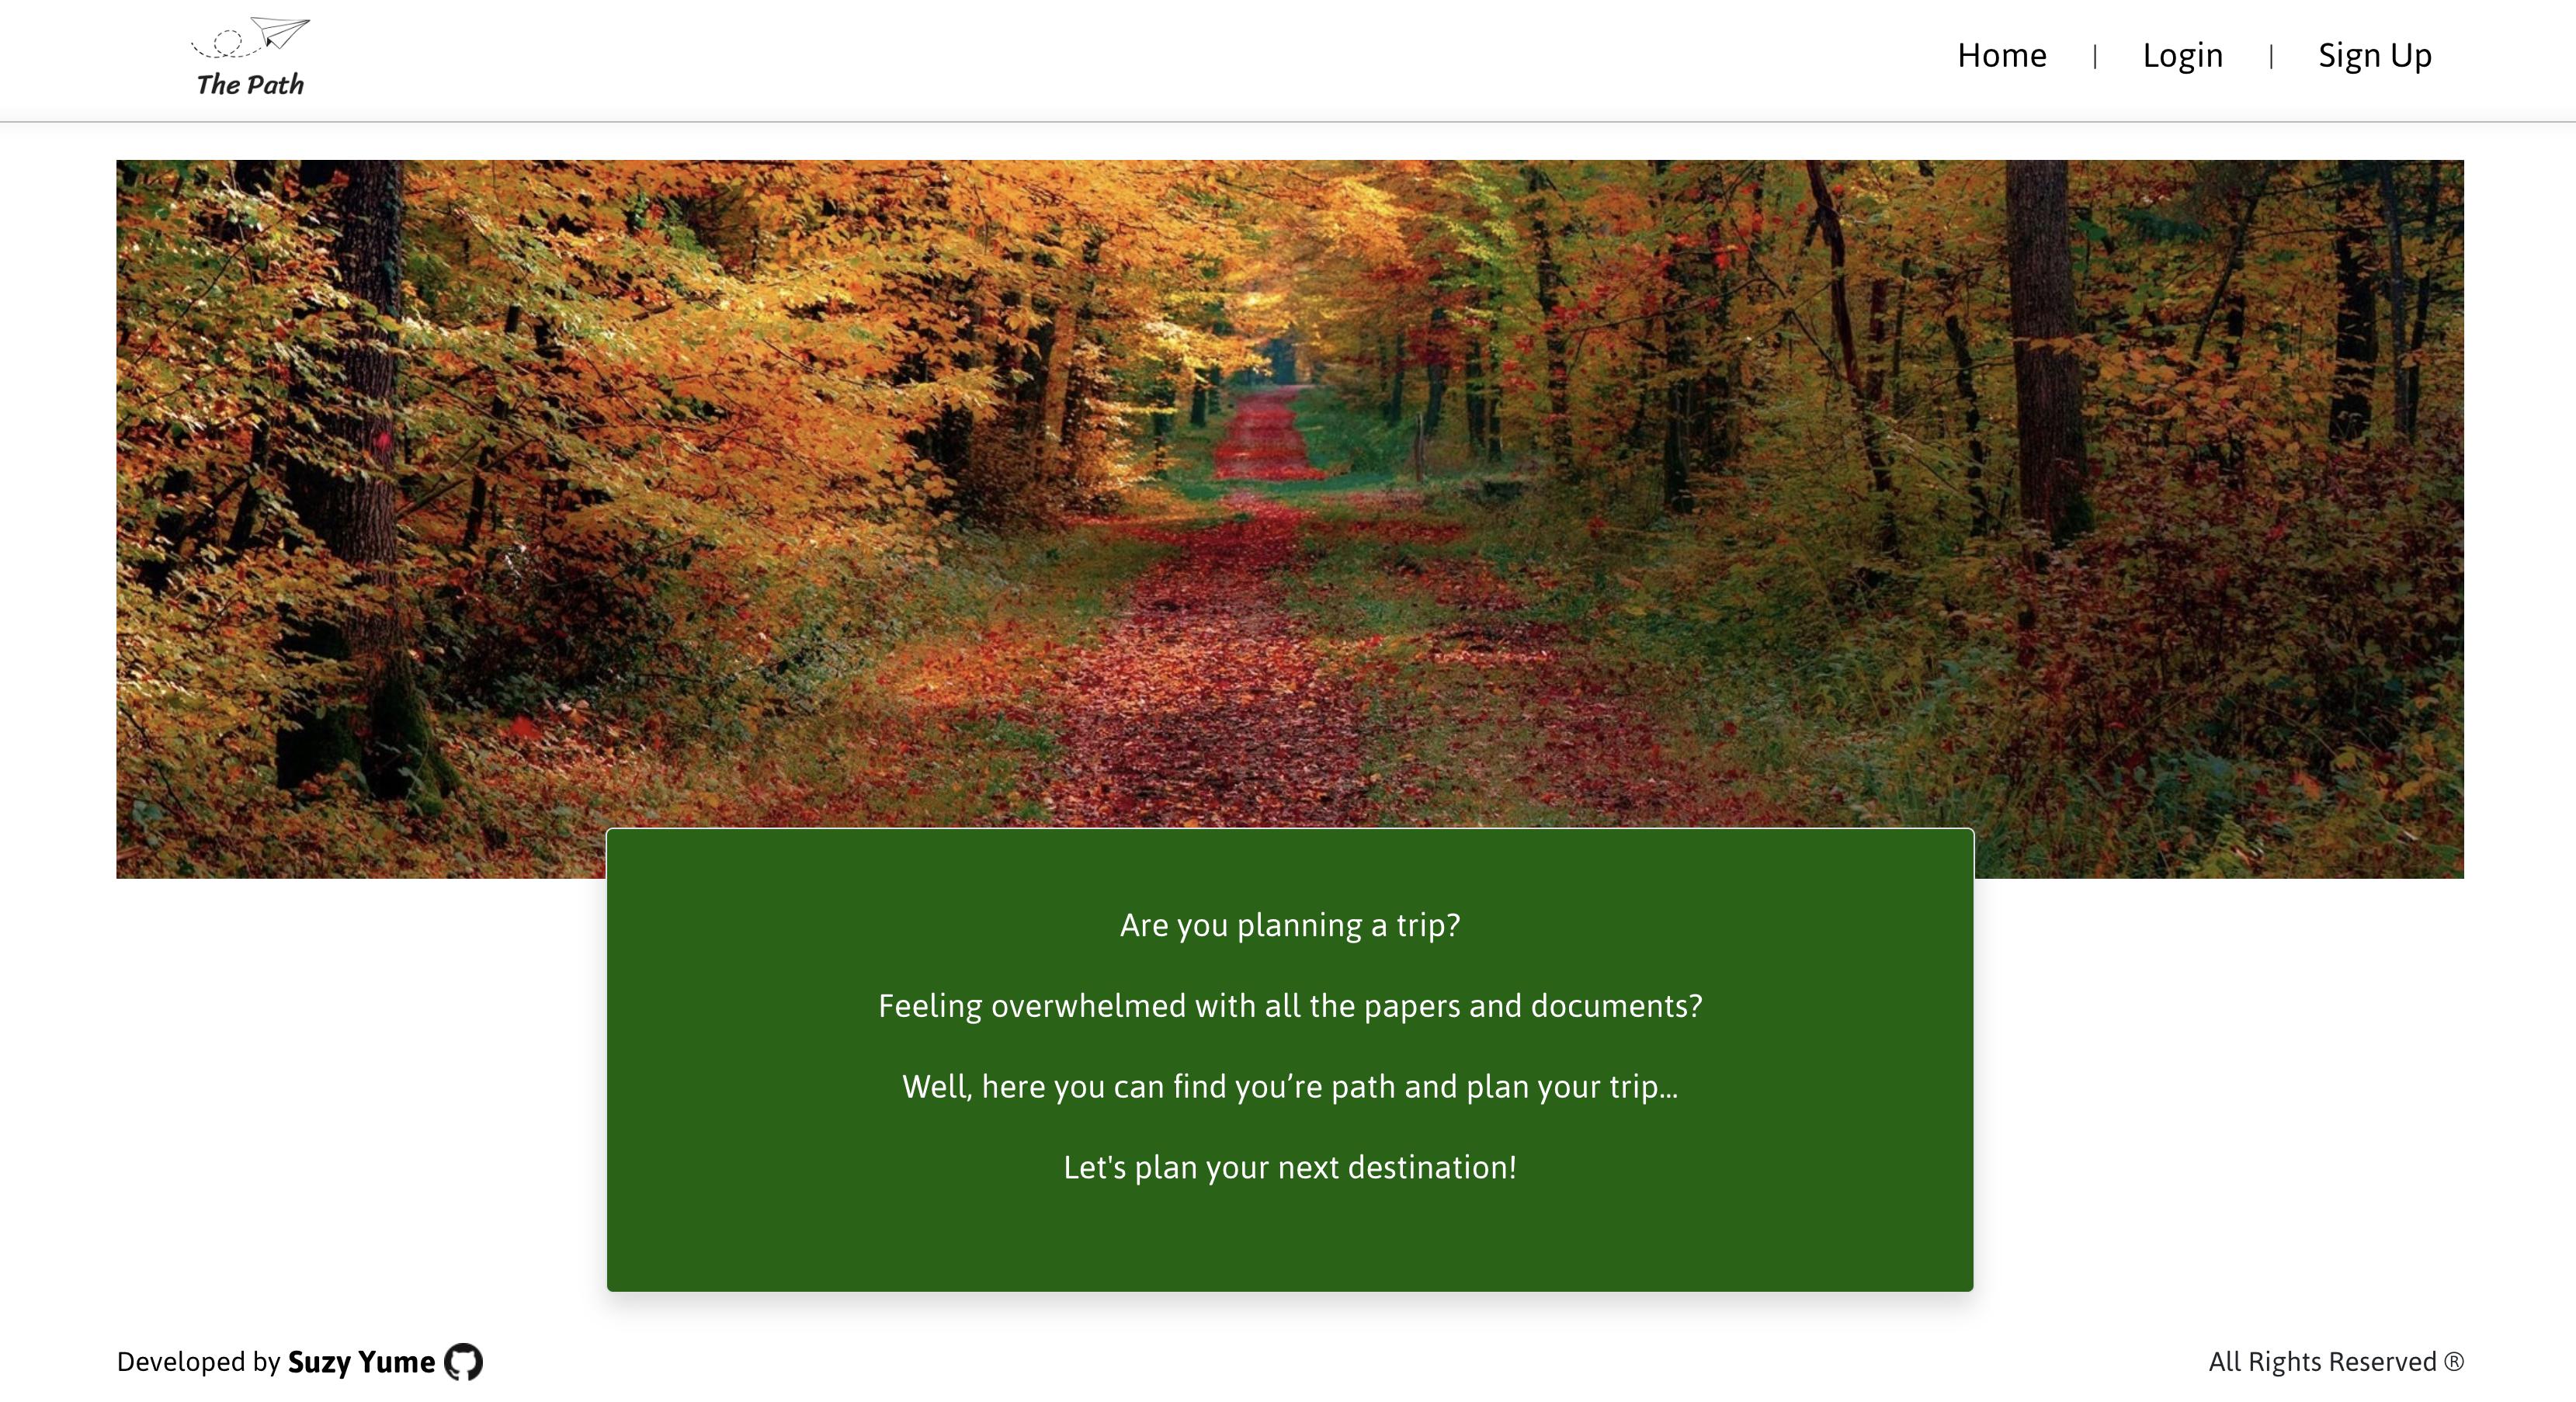 The Path
Home | Login | Sign Up
Are you planning a trip?
Feeling overwhelmed with all the papers and documents?
Well, here you can find you’re path and plan your trip...
Let's plan your next destination!
Developed by Suzy Yume
All Rights Reserved ®